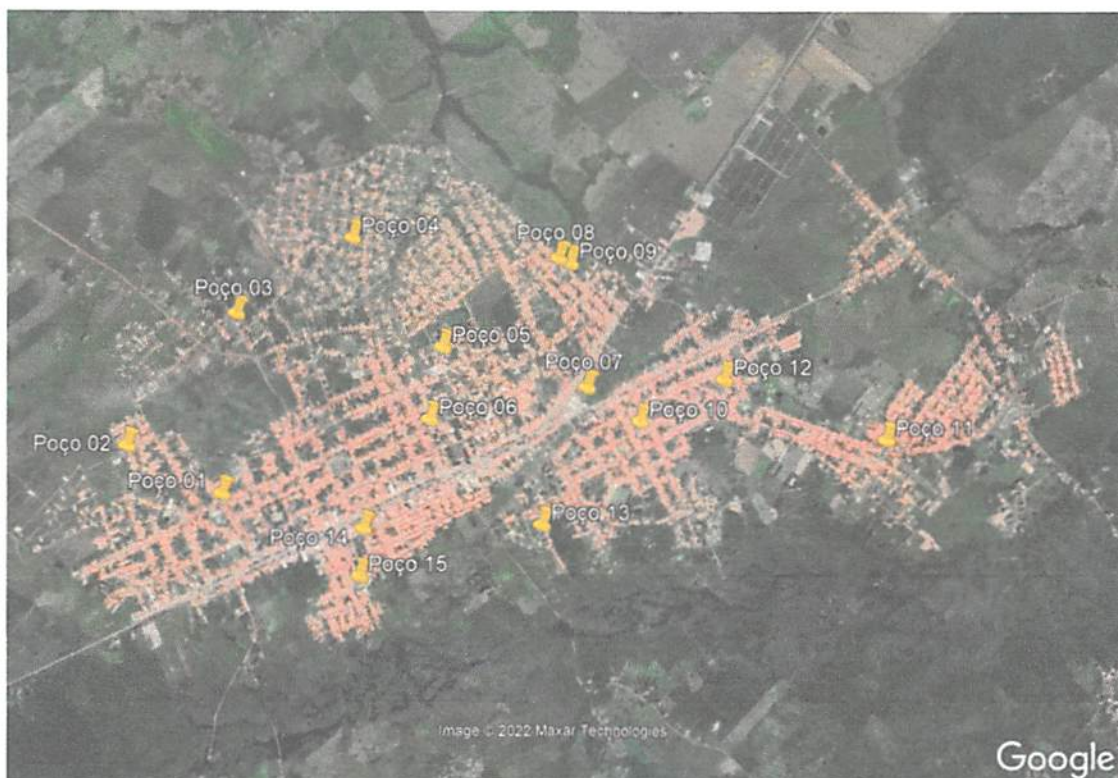 Poço 04
Poço 08
Poço 09
Poço 03
Poço 05
Poço 07
Poço 12
Poço 06
Poço 10
Poço 11
Poço 02
Poço 01
Poço 13
Poço 14
Poço 15
Image © 2022 Maxar Technologies
Google